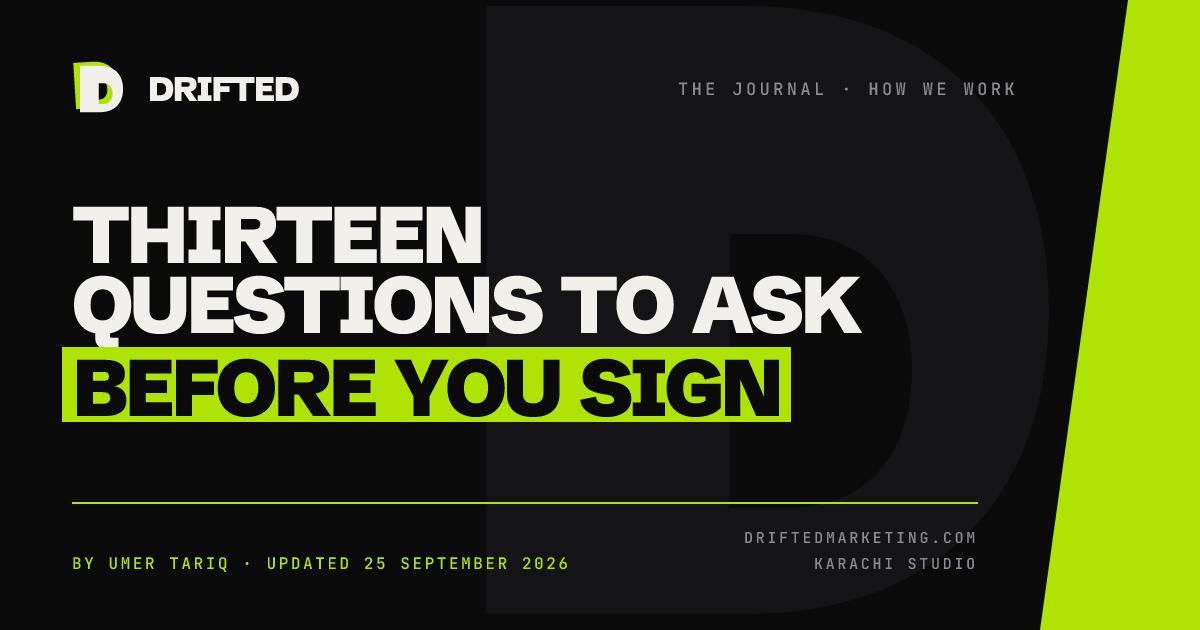 DRIFTED
THE JOURNAL · HOW WE WORK
THIRTEEN
QUESTIONS TO ASK
BEFORE YOU SIGN
DRIFTEDMARKETING.COM
BY UMER TARIQ · UPDATED 25 SEPTEMBER 2026
KARACHI STUDIO